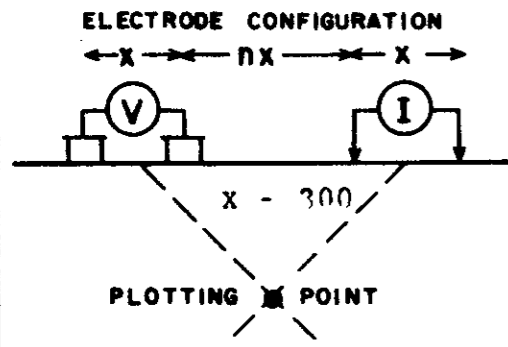 ELECTRODE CONFIGURATION
x nx x
V I
x - 300
PLOTTING POINT